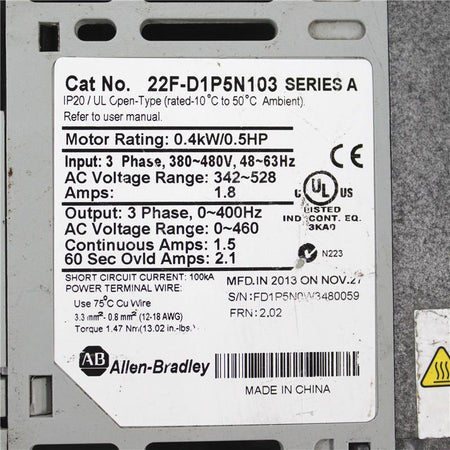 Cat No. 22F-D1P5N103 SERIES A
IP20 / UL Open-Type (rated-10°C to 50°C Ambient).
Refer to user manual.
Motor Rating: 0.4kW/0.5HP
Input: 3 Phase, 380~480V, 48~63Hz
AC Voltage Range: 342~528
Amps: 1.8
CE
UL
C US
LISTED
IND. CONT. EQ.
3KA0
Output: 3 Phase, 0~400Hz
AC Voltage Range: 0~460
Continuous Amps: 1.5
60 Sec Ovld Amps: 2.1
N223
SHORT CIRCUIT CURRENT: 100kA
POWER TERMINAL WIRE:
Use 75°C Cu Wire
3.3 mm²- 0.8 mm² (12-18 AWG)
Torque 1.47 Nm(13.02 in.-lbs.)
MFD.IN 2013 ON NOV.27
S/N:FD1P5N0W3480059
FRN: 2.02
AB Allen-Bradley
MADE IN CHINA